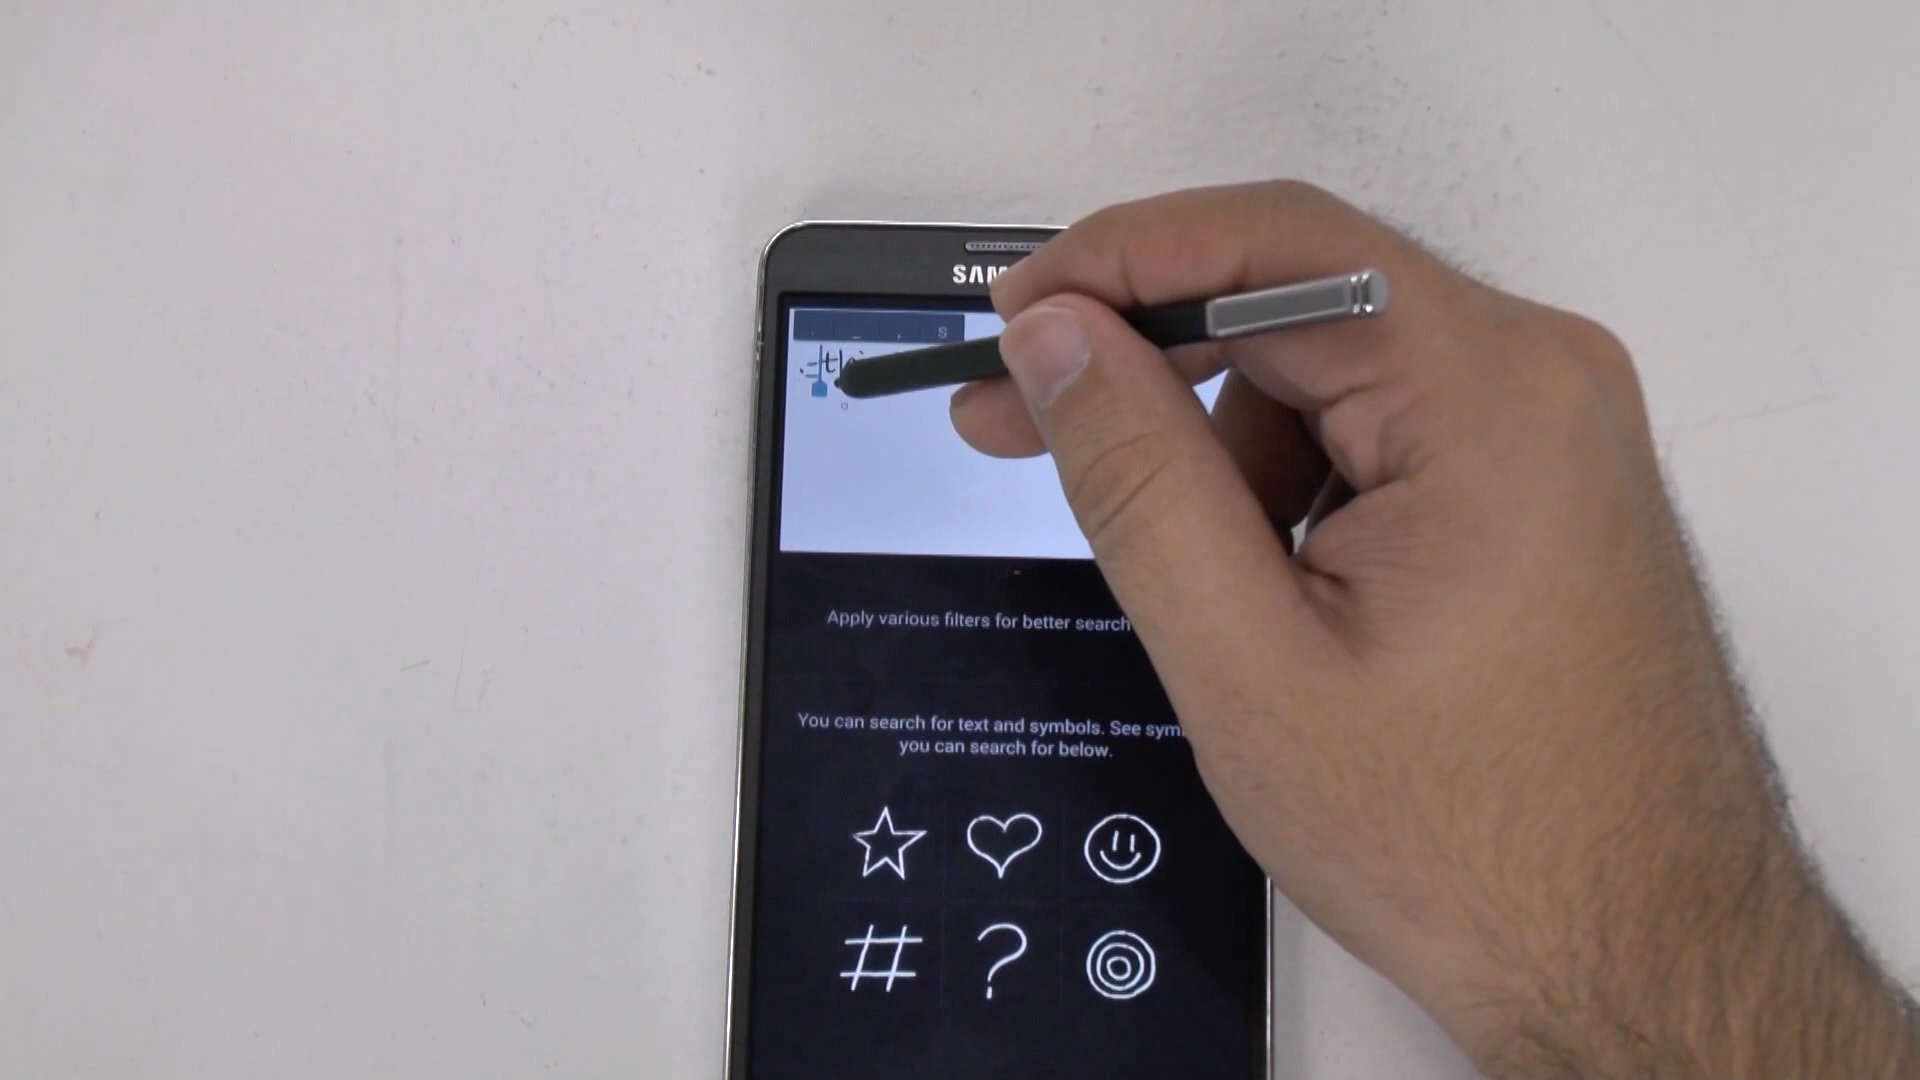 SAM
. _ , S
Apply various filters for better search
You can search for text and symbols. See sym
you can search for below.
# ?